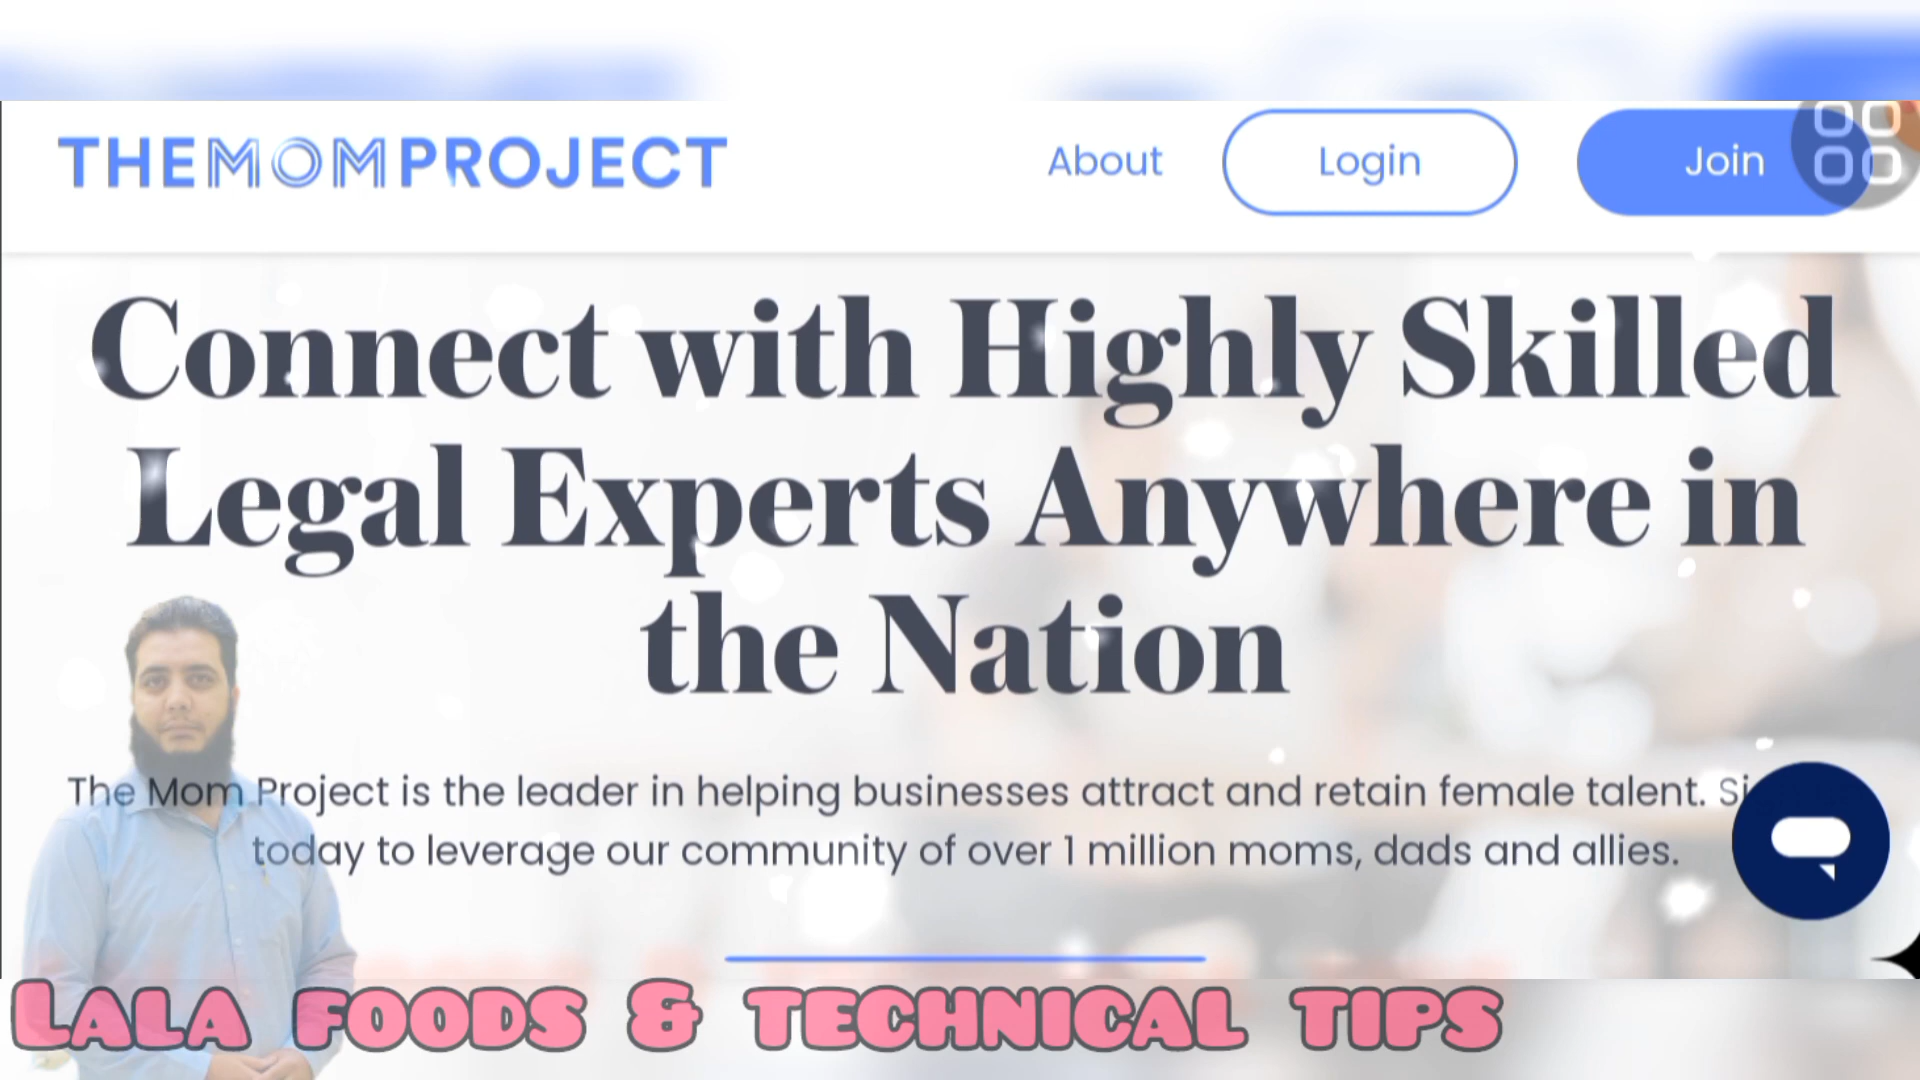 THEMOMPROJECT
About
Login
Join
Connect with Highly Skilled
Legal Experts Anywhere in
the Nation
The Mom Project is the leader in helping businesses attract and retain female talent.
today to leverage our community of over 1 million moms, dads and allies.
LALA FOODS & TECHNICAL TIPS